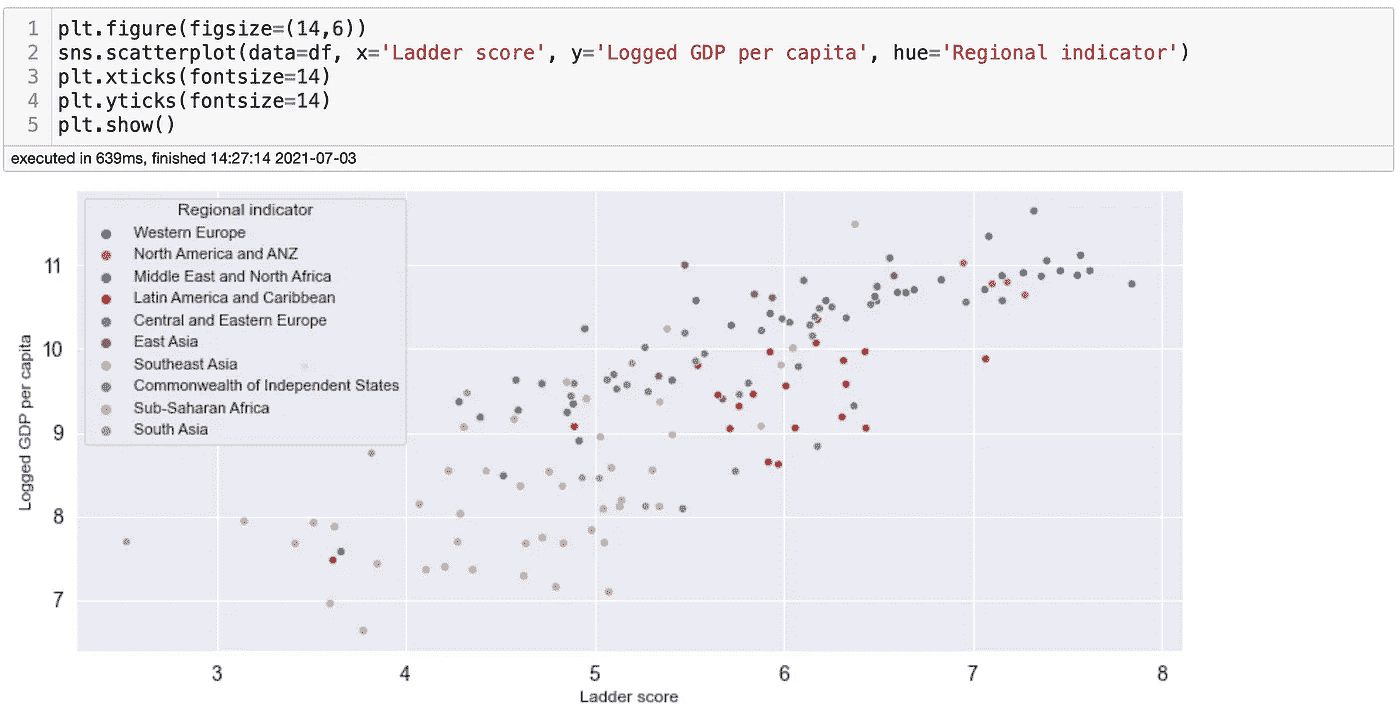 1 plt.figure(figsize=(14,6))
2 sns.scatterplot(data=df, x='Ladder score', y='Logged GDP per capita', hue='Regional indicator')
3 plt.xticks(fontsize=14)
4 plt.yticks(fontsize=14)
5 plt.show()
executed in 639ms, finished 14:27:14 2021-07-03
Regional indicator
Western Europe
North America and ANZ
Middle East and North Africa
Latin America and Caribbean
Central and Eastern Europe
East Asia
Southeast Asia
Commonwealth of Independent States
Sub-Saharan Africa
South Asia
Logged GDP per capita
11
10
9
8
7
3 4 5 6 7 8
Ladder score